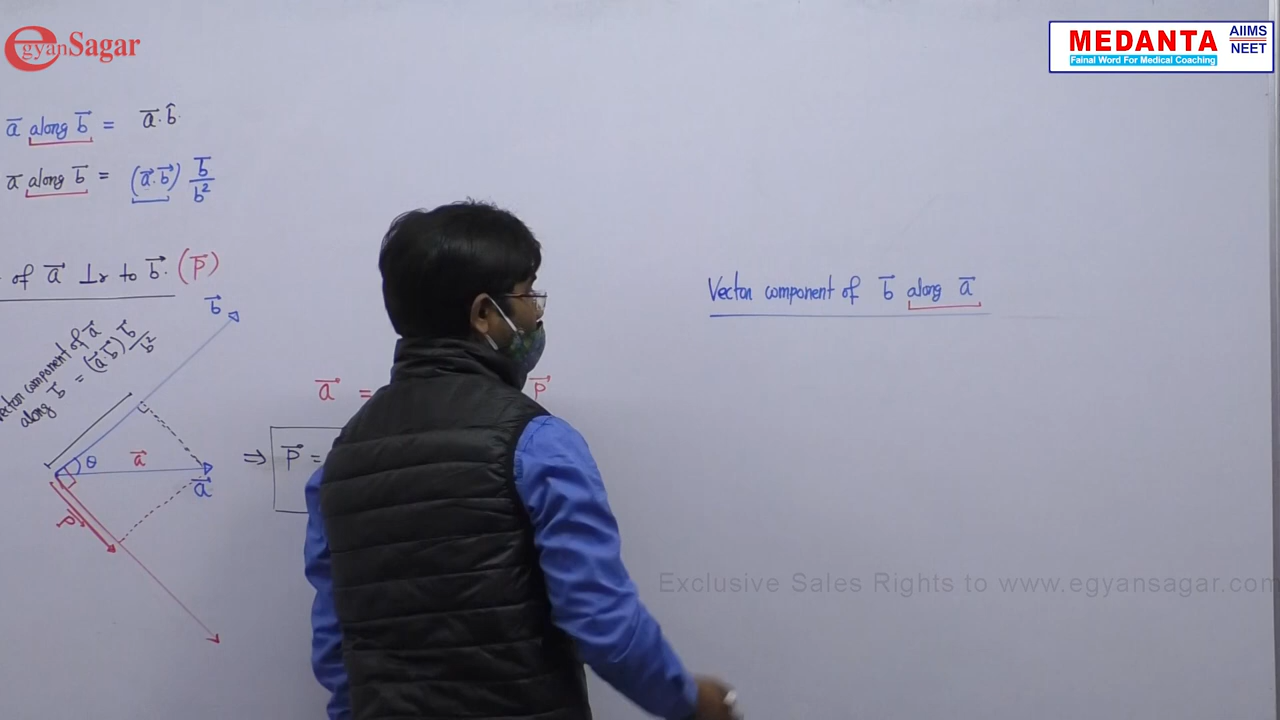 egyanSagar
MEDANTA AIIMS NEET
Fainal Word For Medical Coaching
a⃗ along b⃗ = a⃗.b̂
a⃗ along b⃗ = (a⃗.b⃗) b⃗/b²
of a⃗ ⊥r to b⃗. (P⃗)
b⃗
Vector component of a⃗
along b⃗ = (a⃗.b⃗) b⃗/b²
θ
a⃗
a⃗
P⃗
a⃗ = P⃗
⇒ P⃗ =
Vector component of b⃗ along a⃗
Exclusive Sales Rights to www.egyansagar.com